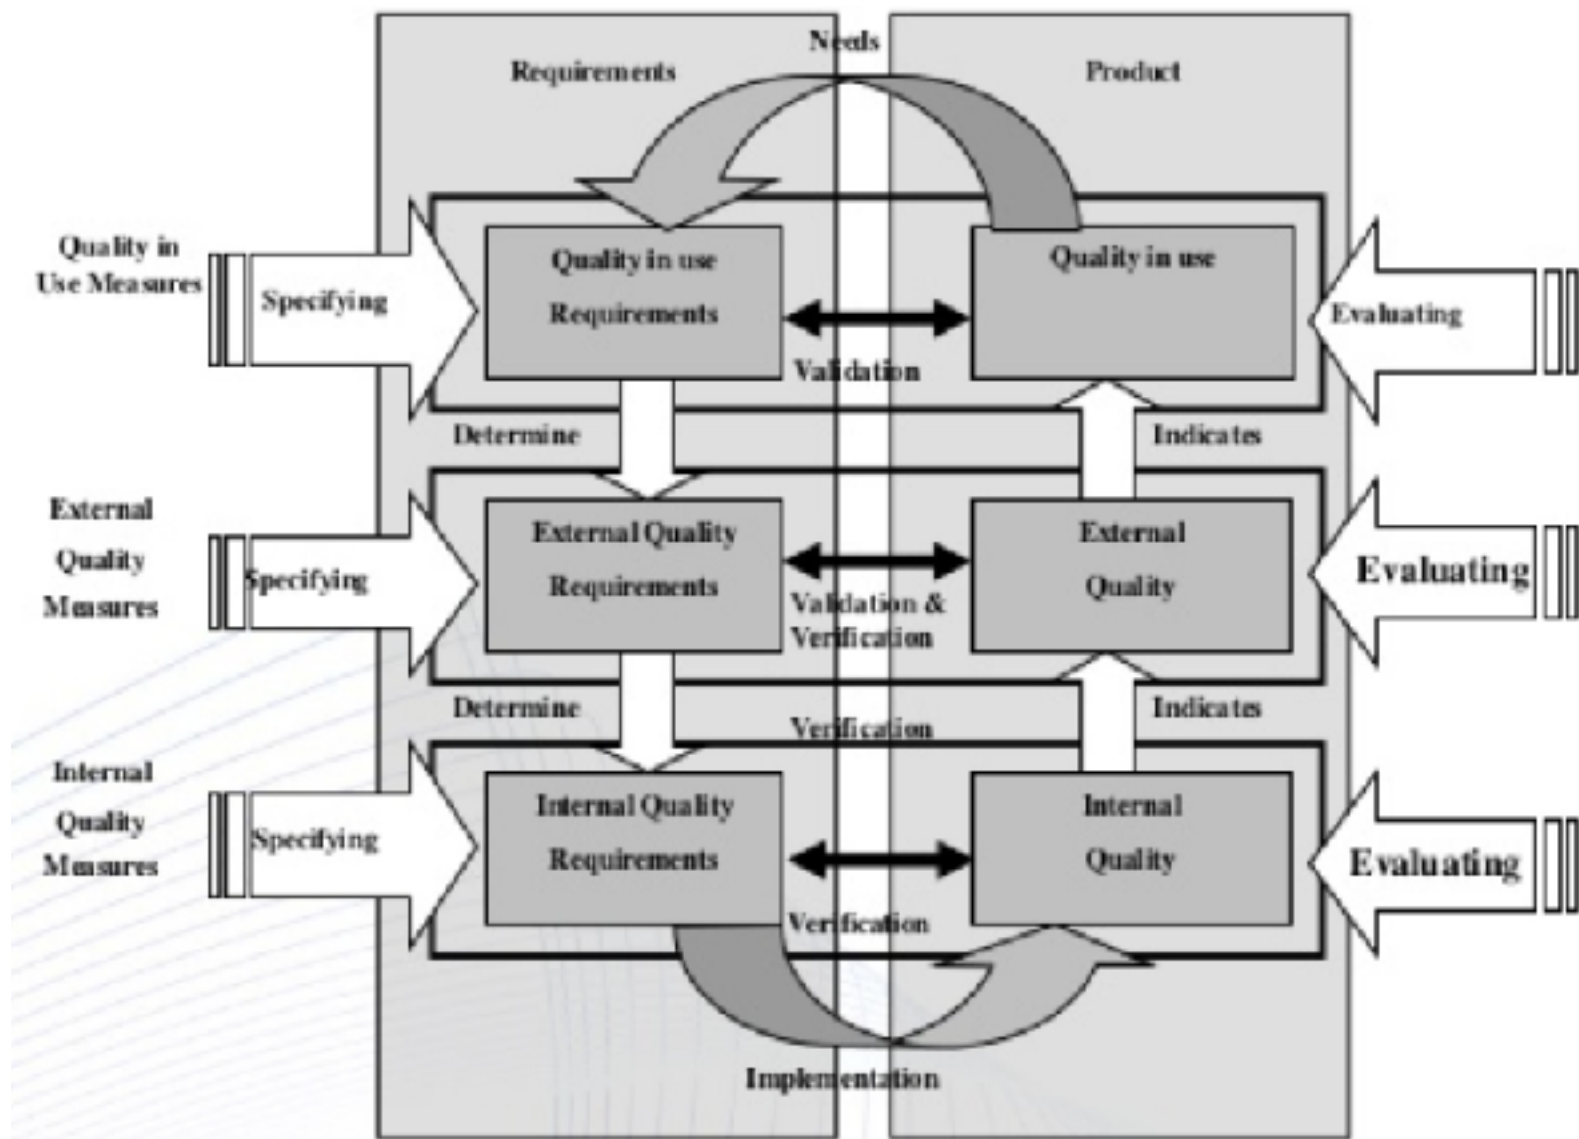 Needs
Requirements
Product
Quality in
Use Measures
Specifying
Quality in use
Requirements
Quality in use
Evaluating
Validation
Determine
Indicates
External
Quality
Measures
Specifying
External Quality
Requirements
External
Quality
Evaluating
Validation &
Verification
Determine
Indicates
Verification
Internal
Quality
Measures
Specifying
Internal Quality
Requirements
Internal
Quality
Evaluating
Verification
Implementation